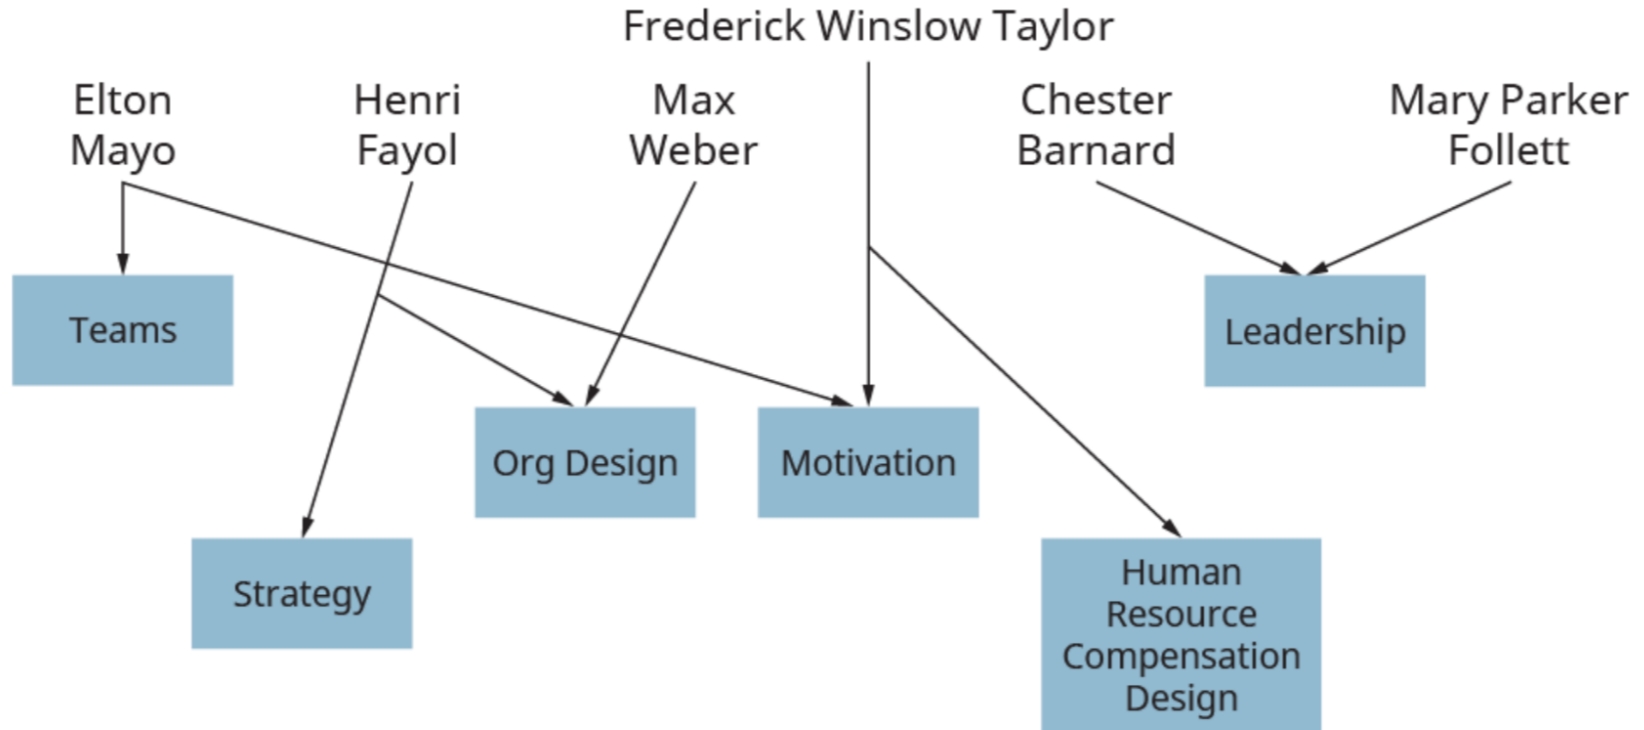 Frederick Winslow Taylor
Elton
Mayo
Henri
Fayol
Max
Weber
Chester
Barnard
Mary Parker
Follett
Teams
Leadership
Org Design
Motivation
Strategy
Human
Resource
Compensation
Design